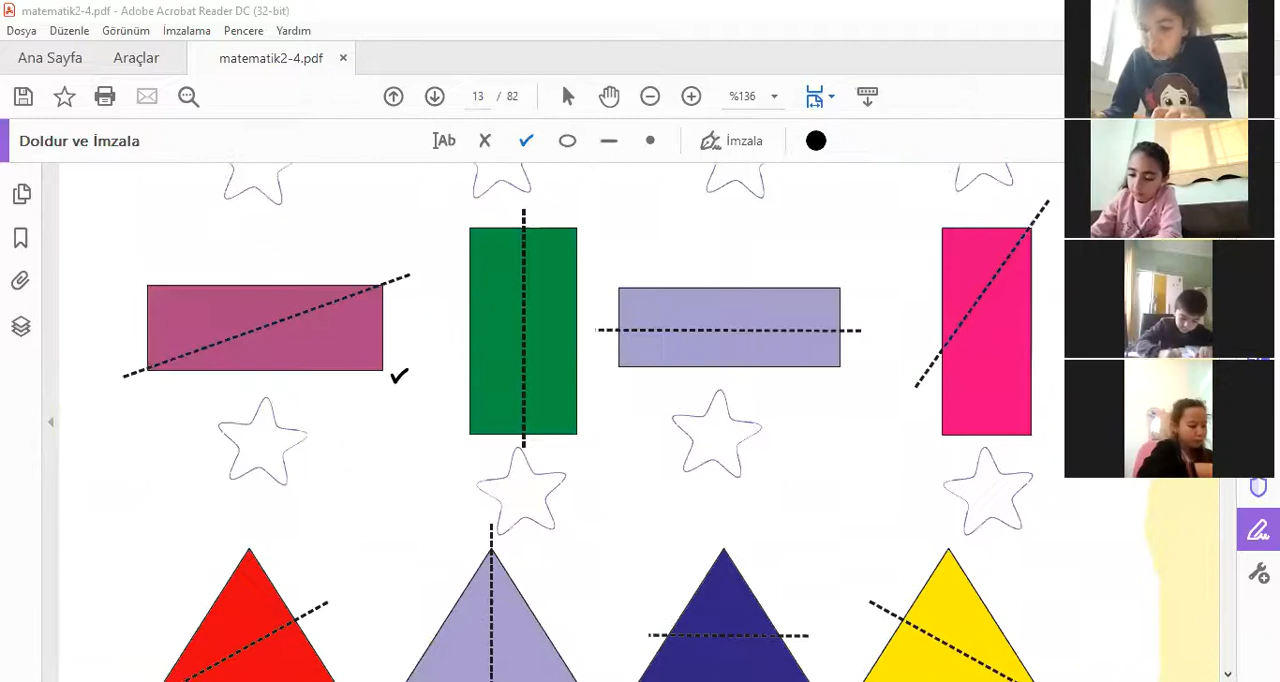 matematik2-4.pdf - Adobe Acrobat Reader DC (32-bit)
Dosya Düzenle Görünüm İmzalama Pencere Yardım
Ana Sayfa Araçlar matematik2-4.pdf ×
13 / 82 %136
Doldur ve İmzala Ab İmzala